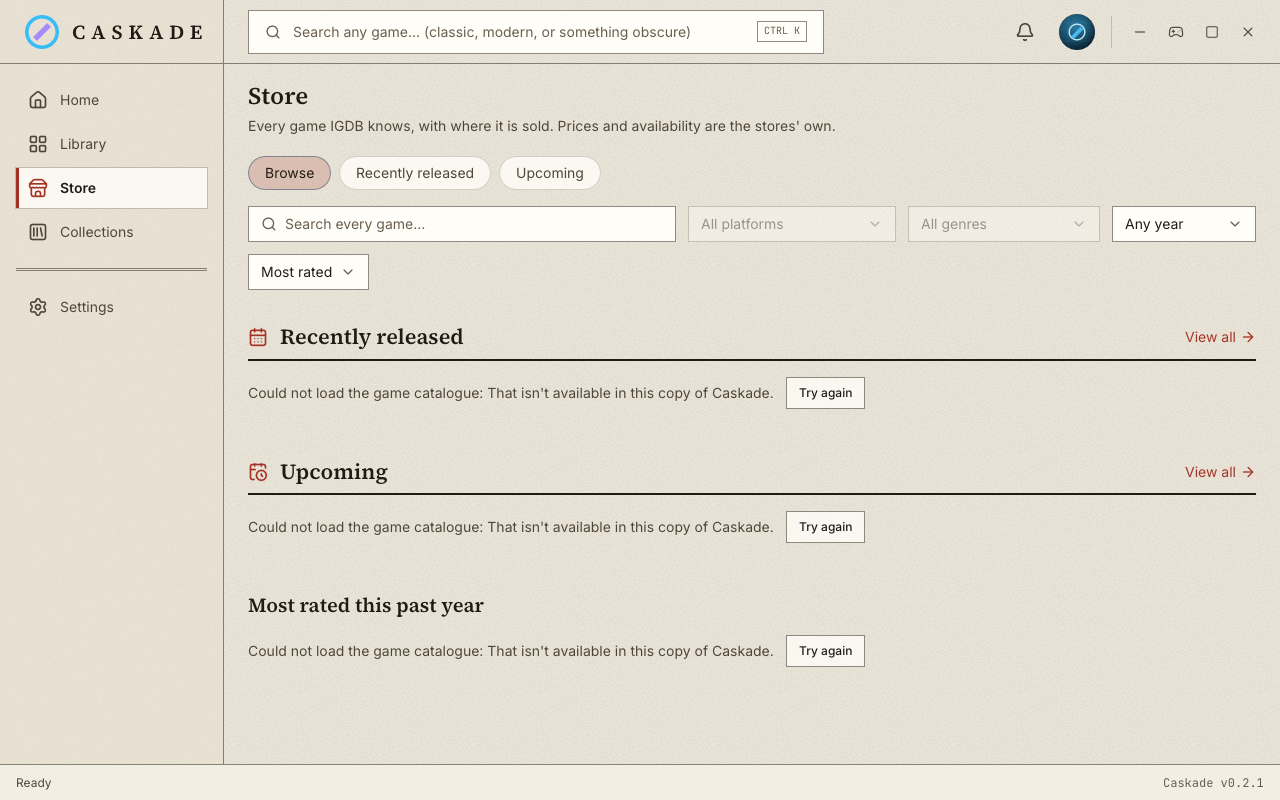 CASKADE
Search any game... (classic, modern, or something obscure)
CTRL K
Home
Library
Store
Collections
Settings
Store
Every game IGDB knows, with where it is sold. Prices and availability are the stores' own.
Browse
Recently released
Upcoming
Search every game...
All platforms
All genres
Any year
Most rated
Recently released
View all
Could not load the game catalogue: That isn't available in this copy of Caskade.
Try again
Upcoming
View all
Could not load the game catalogue: That isn't available in this copy of Caskade.
Try again
Most rated this past year
Could not load the game catalogue: That isn't available in this copy of Caskade.
Try again
Ready
Caskade v0.2.1